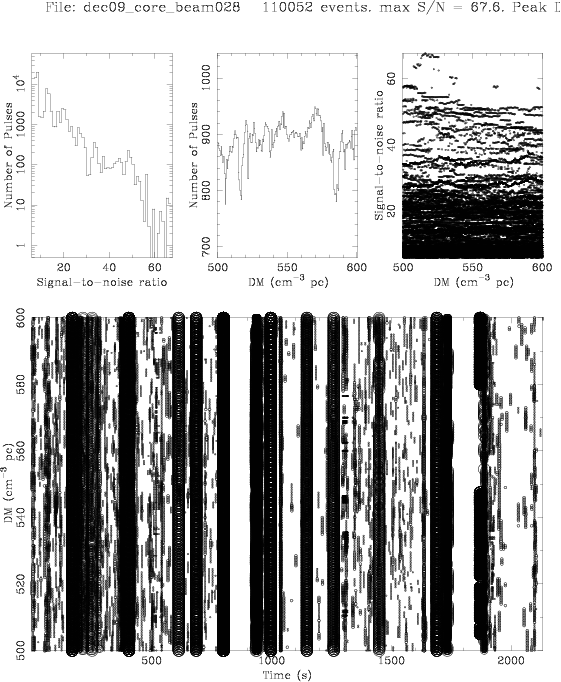 File: dec09_core_beam028 110052 events. max S/N = 67.6. Peak
Number of Pulses
10⁴
1000
100
10
1
20 40 60
Signal-to-noise ratio
Number of Pulses
1000
900
800
700
500 550 600
DM (cm⁻³ pc)
Signal-to-noise ratio
60
40
20
500 550 600
DM (cm⁻³ pc)
DM (cm⁻³ pc)
600
580
560
540
520
500
500 1000 1500 2000
Time (s)